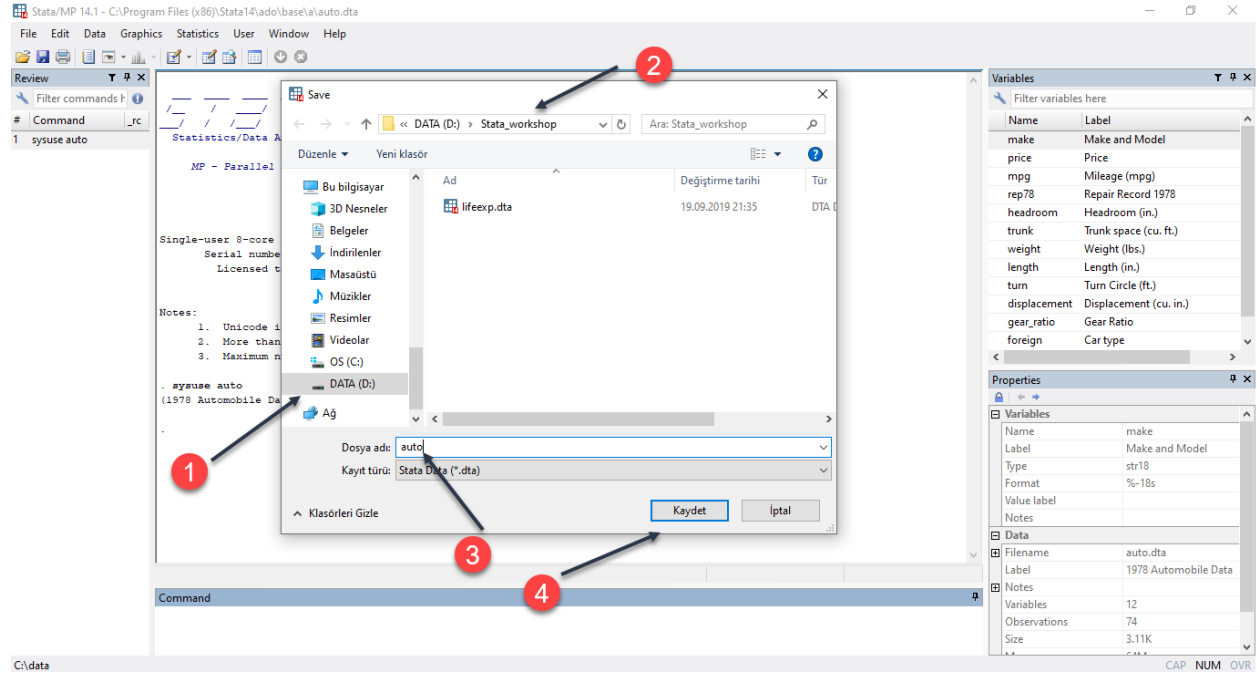 Stata/MP 14.1 - C:\Program Files (x86)\Stata14\ado\base\a\auto.dta
File Edit Data Graphics Statistics User Window Help
Review
Filter commands h
# Command _rc
1 sysuse auto
Statistics/Data A
MP - Parallel
Single-user 8-core
Serial numbe
Licensed t
Notes:
1. Unicode i
2. More than
3. Maximum n
. sysuse auto
(1978 Automobile Da
.
Save
« DATA (D:) > Stata_workshop
Ara: Stata_workshop
Düzenle Yeni klasör
Bu bilgisayar
3D Nesneler
Belgeler
İndirilenler
Masaüstü
Müzikler
Resimler
Videolar
OS (C:)
DATA (D:)
Ağ
Ad Değiştirme tarihi Tür
lifeexp.dta 19.09.2019 21:35 DTA D
Dosya adı: auto
Kayıt türü: Stata Data (*.dta)
Klasörleri Gizle
Kaydet İptal
1
2
3
4
Command
Variables
Filter variables here
Name Label
make Make and Model
price Price
mpg Mileage (mpg)
rep78 Repair Record 1978
headroom Headroom (in.)
trunk Trunk space (cu. ft.)
weight Weight (lbs.)
length Length (in.)
turn Turn Circle (ft.)
displacement Displacement (cu. in.)
gear_ratio Gear Ratio
foreign Car type
Properties
Variables
Name make
Label Make and Model
Type str18
Format %-18s
Value label
Notes
Data
Filename auto.dta
Label 1978 Automobile Data
Notes
Variables 12
Observations 74
Size 3.11K
C:\data
CAP NUM OVR